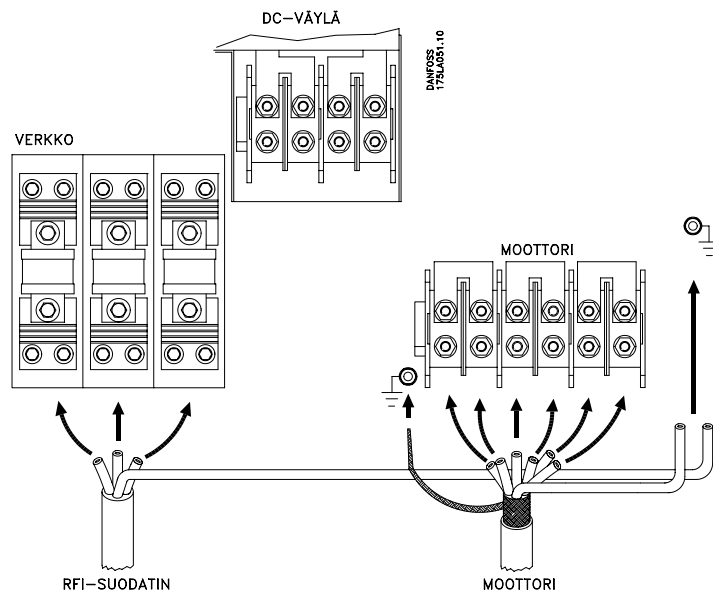 DC-VÄYLÄ
DANFOSS
175LA051.10
VERKKO
MOOTTORI
RFI-SUODATIN
MOOTTORI